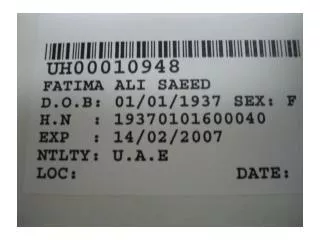 UH00010948
FATIMA ALI SAEED
D.O.B: 01/01/1937 SEX: F
H.N : 19370101600040
EXP : 14/02/2007
NTLTY: U.A.E
LOC: DATE: